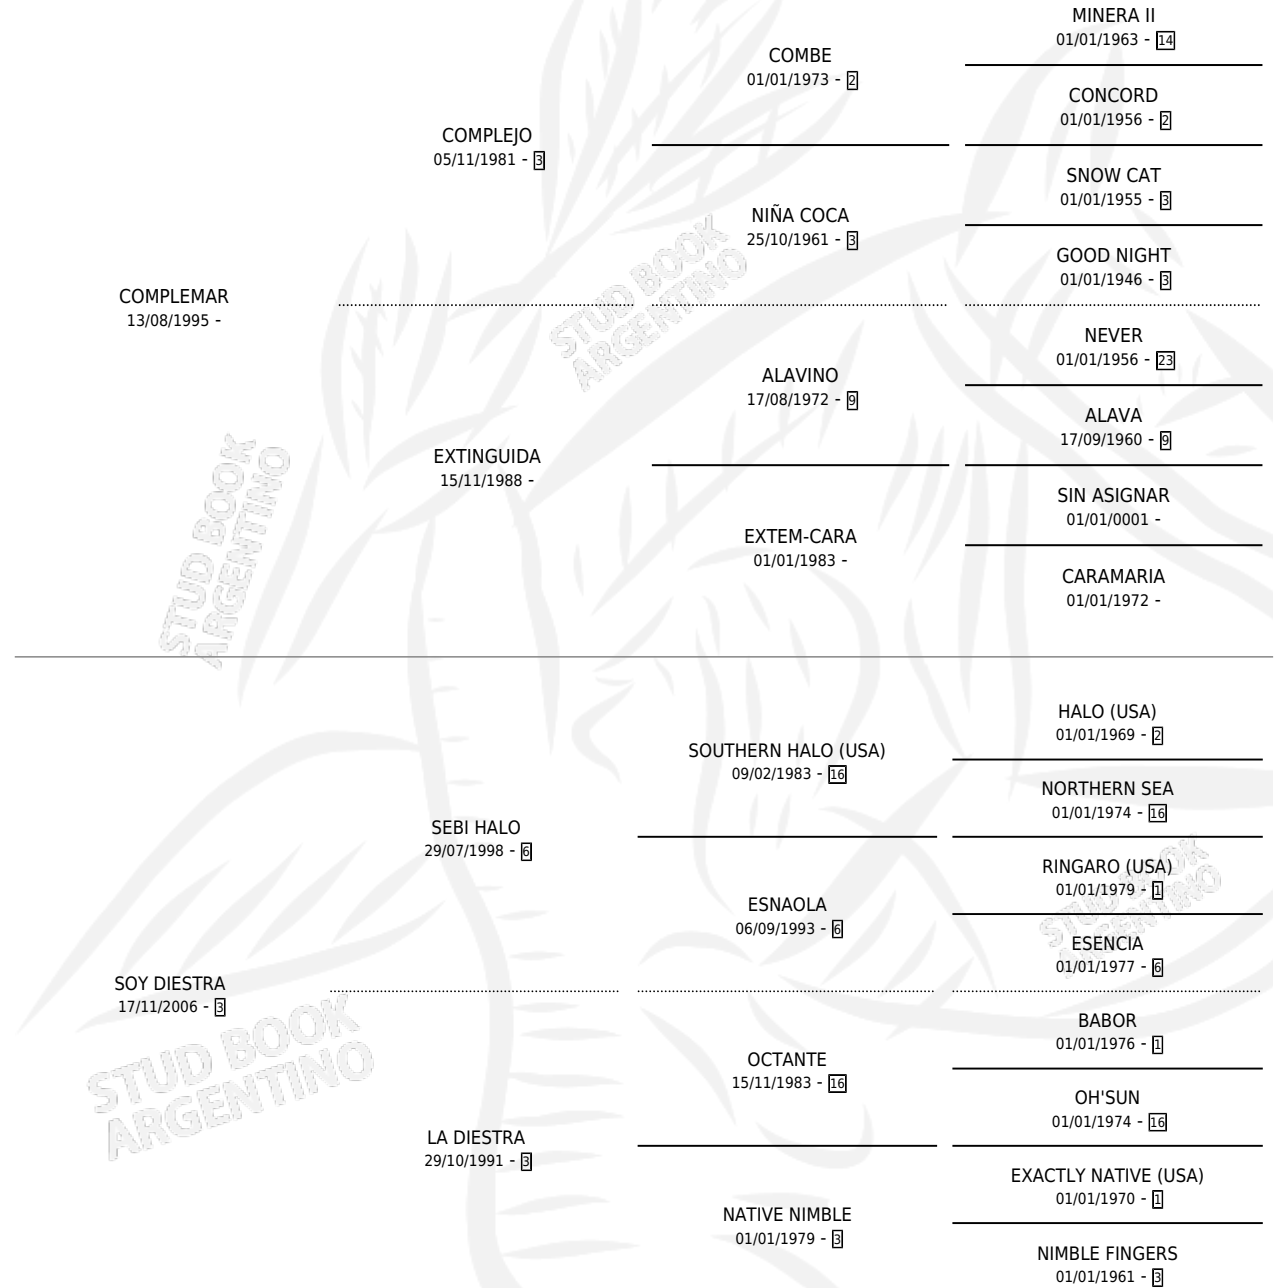 MINERA II
01/01/1963 - 14
COMBE
01/01/1973 - 2
CONCORD
01/01/1956 - 2
COMPLEJO
05/11/1981 - 3
SNOW CAT
01/01/1955 - 3
NIÑA COCA
25/10/1961 - 3
GOOD NIGHT
01/01/1946 - 3
COMPLEMAR
13/08/1995 -
NEVER
01/01/1956 - 23
ALAVINO
17/08/1972 - 9
ALAVA
17/09/1960 - 9
EXTINGUIDA
15/11/1988 -
SIN ASIGNAR
01/01/0001 -
EXTEM-CARA
01/01/1983 -
CARAMARIA
01/01/1972 -
HALO (USA)
01/01/1969 - 2
SOUTHERN HALO (USA)
09/02/1983 - 16
NORTHERN SEA
01/01/1974 - 16
SEBI HALO
29/07/1998 - 6
RINGARO (USA)
01/01/1979 - 1
ESNAOLA
06/09/1993 - 6
ESENCIA
01/01/1977 - 6
SOY DIESTRA
17/11/2006 - 3
BABOR
01/01/1976 - 1
OCTANTE
15/11/1983 - 16
OH'SUN
01/01/1974 - 16
LA DIESTRA
29/10/1991 - 3
EXACTLY NATIVE (USA)
01/01/1970 - 1
NATIVE NIMBLE
01/01/1979 - 3
NIMBLE FINGERS
01/01/1961 - 3
STUD BOOK
ARGENTINO
STUD BOOK
ARGENTINO
STUD BOOK
ARGENTINO
STUD BOOK
ARGENTINO